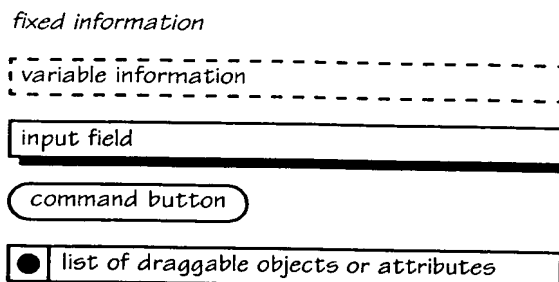 fixed information
variable information
input field
command button
list of draggable objects or attributes